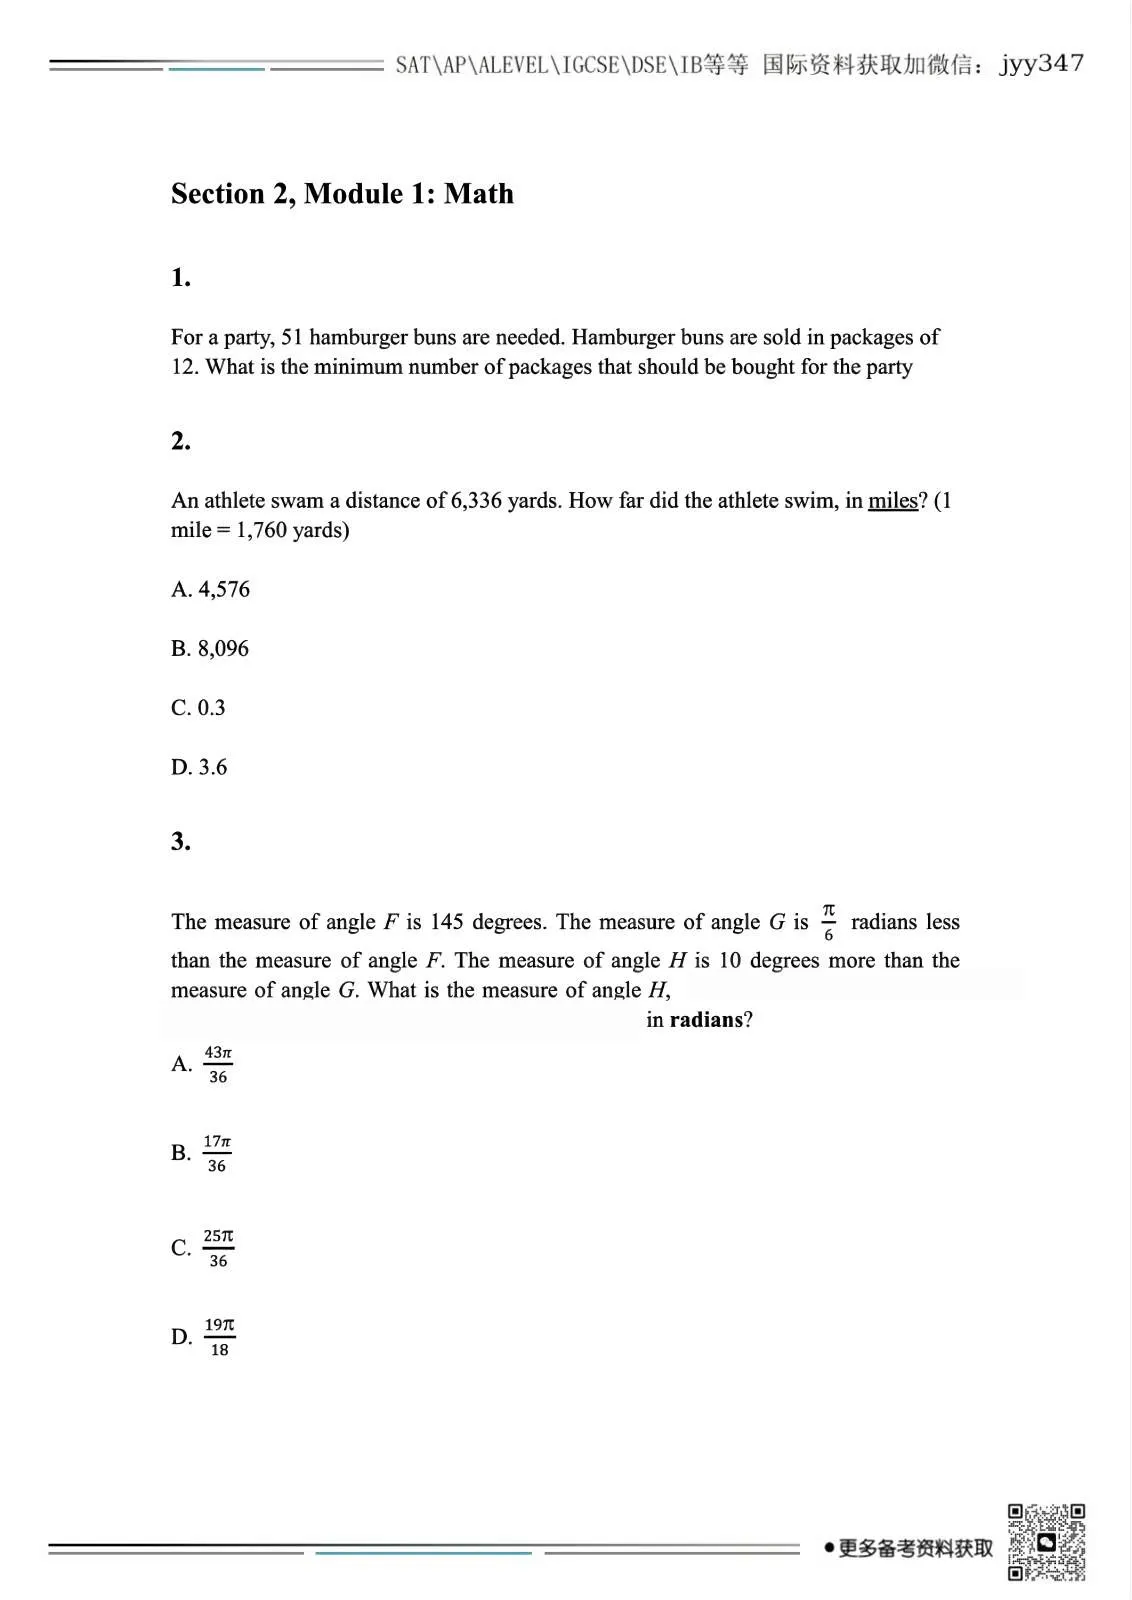 SAT\AP\ALEVEL\IGCSE\DSE\IB等等 国际资料获取加微信: jyy347
Section 2, Module 1: Math
1.
For a party, 51 hamburger buns are needed. Hamburger buns are sold in packages of
12. What is the minimum number of packages that should be bought for the party
2.
An athlete swam a distance of 6,336 yards. How far did the athlete swim, in miles? (1
mile = 1,760 yards)
A. 4,576
B. 8,096
C. 0.3
D. 3.6
3.
The measure of angle F is 145 degrees. The measure of angle G is π/6 radians less
than the measure of angle F. The measure of angle H is 10 degrees more than the
measure of angle G. What is the measure of angle H,
in radians?
A. 43π/36
B. 17π/36
C. 25π/36
D. 19π/18
●更多备考资料获取